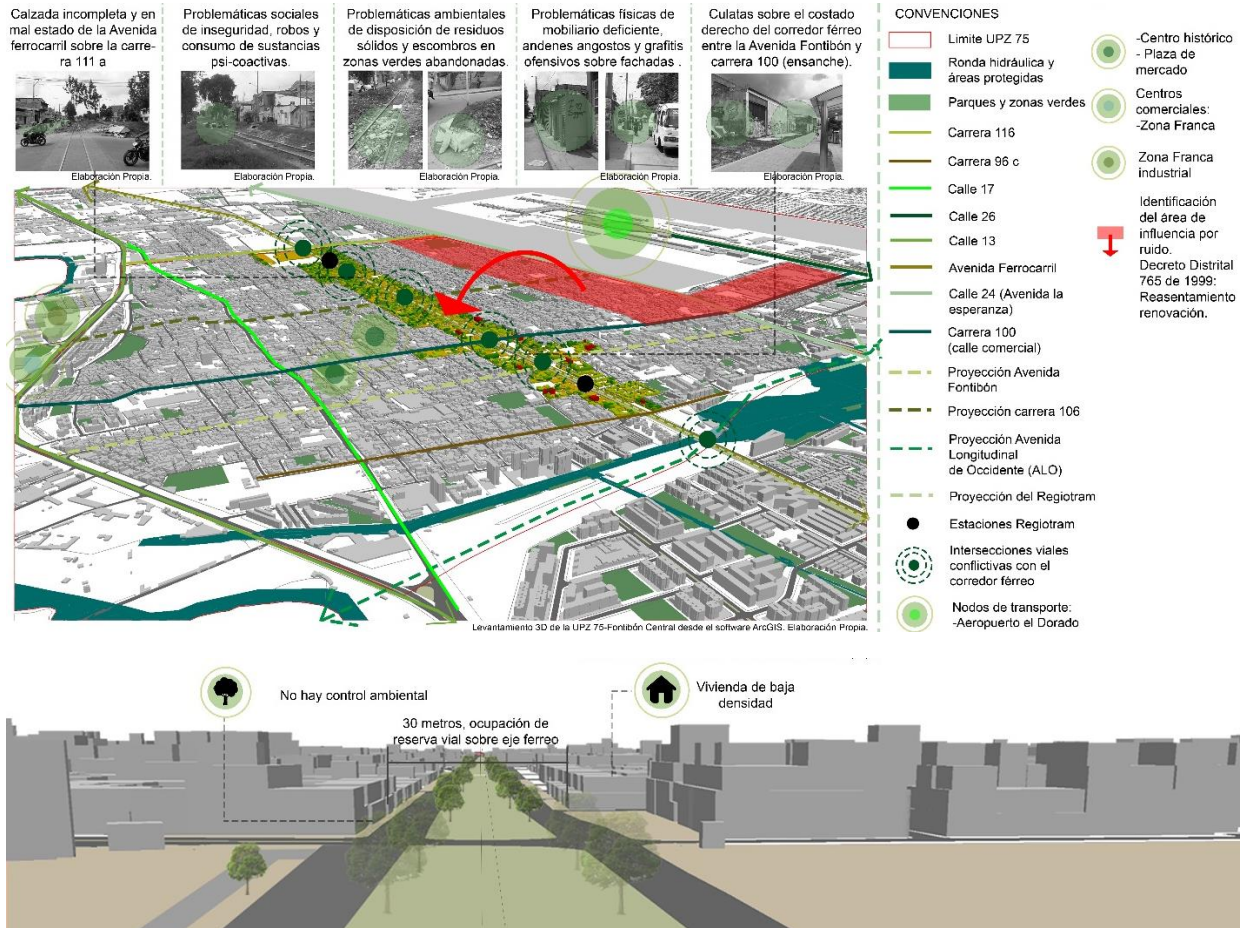 Calzada incompleta y en
mal estado de la Avenida
ferrocarril sobre la carre-
ra 111 a
Problemáticas sociales
de inseguridad, robos y
consumo de sustancias
psi-coactivas.
Problemáticas ambientales
de disposición de residuos
sólidos y escombros en
zonas verdes abandonadas.
Problemáticas físicas de
mobiliario deficiente,
andenes angostos y grafitis
ofensivos sobre fachadas .
Culatas sobre el costado
derecho del corredor férreo
entre la Avenida Fontibón y
carrera 100 (ensanche).
Elaboración Propia.
Elaboración Propia.
Elaboración Propia.
Elaboración Propia.
Elaboración Propia.
Levantamiento 3D de la UPZ 75-Fontibón Central desde el software ArcGIS. Elaboración Propia.
CONVENCIONES
Limite UPZ 75
Ronda hidráulica y
áreas protegidas
Parques y zonas verdes
Carrera 116
Carrera 96 c
Calle 17
Calle 26
Calle 13
Avenida Ferrocarril
Calle 24 (Avenida la
esperanza)
Carrera 100
(calle comercial)
Proyección Avenida
Fontibón
Proyección carrera 106
Proyección Avenida
Longitudinal
de Occidente (ALO)
Proyección del Regiotram
Estaciones Regiotram
Intersecciones viales
conflictivas con el
corredor férreo
Nodos de transporte:
-Aeropuerto el Dorado
-Centro histórico
- Plaza de
mercado
Centros
comerciales:
-Zona Franca
Zona Franca
industrial
Identificación
del área de
influencia por
ruido.
Decreto Distrital
765 de 1999:
Reasentamiento
renovación.
No hay control ambiental
30 metros, ocupación de
reserva vial sobre eje ferreo
Vivienda de baja
densidad